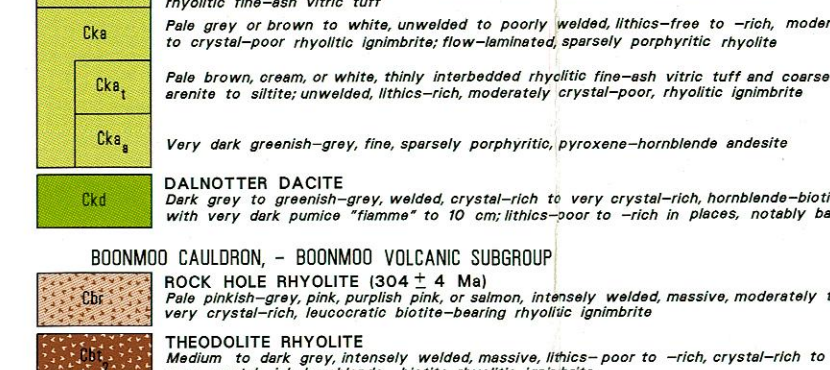 rhyolitic fine-ash vitric tuff
Cka
Pale grey or brown to white, unwelded to poorly welded, lithics-free to -rich,
to crystal-poor rhyolitic ignimbrite; flow-laminated, sparsely porphyritic rhyolite
Ckat
Pale brown, cream, or white, thinly interbedded rhyolitic fine-ash vitric tuff and coarse
arenite to siltite; unwelded, lithics-rich, moderately crystal-poor, rhyolitic ignimbrite
Ckaa
Very dark greenish-grey, fine, sparsely porphyritic, pyroxene-hornblende andesite
Ckd
DALNOTTER DACITE
Dark grey to greenish-grey, welded, crystal-rich to very crystal-rich, hornblende-bioti
with very dark pumice "fiamme" to 10 cm; lithics-poor to -rich in places, notably ba
BOONMOO CAULDRON, - BOONMOO VOLCANIC SUBGROUP
Cbr
ROCK HOLE RHYOLITE (304 ± 4 Ma)
Pale pinkish-grey, pink, purplish pink, or salmon, intensely welded, massive, moderately
very crystal-rich, leucocratic biotite-bearing rhyolitic ignimbrite
Cbt
THEODOLITE RHYOLITE
Medium to dark grey, intensely welded, massive, lithics-poor to -rich, crystal-rich to